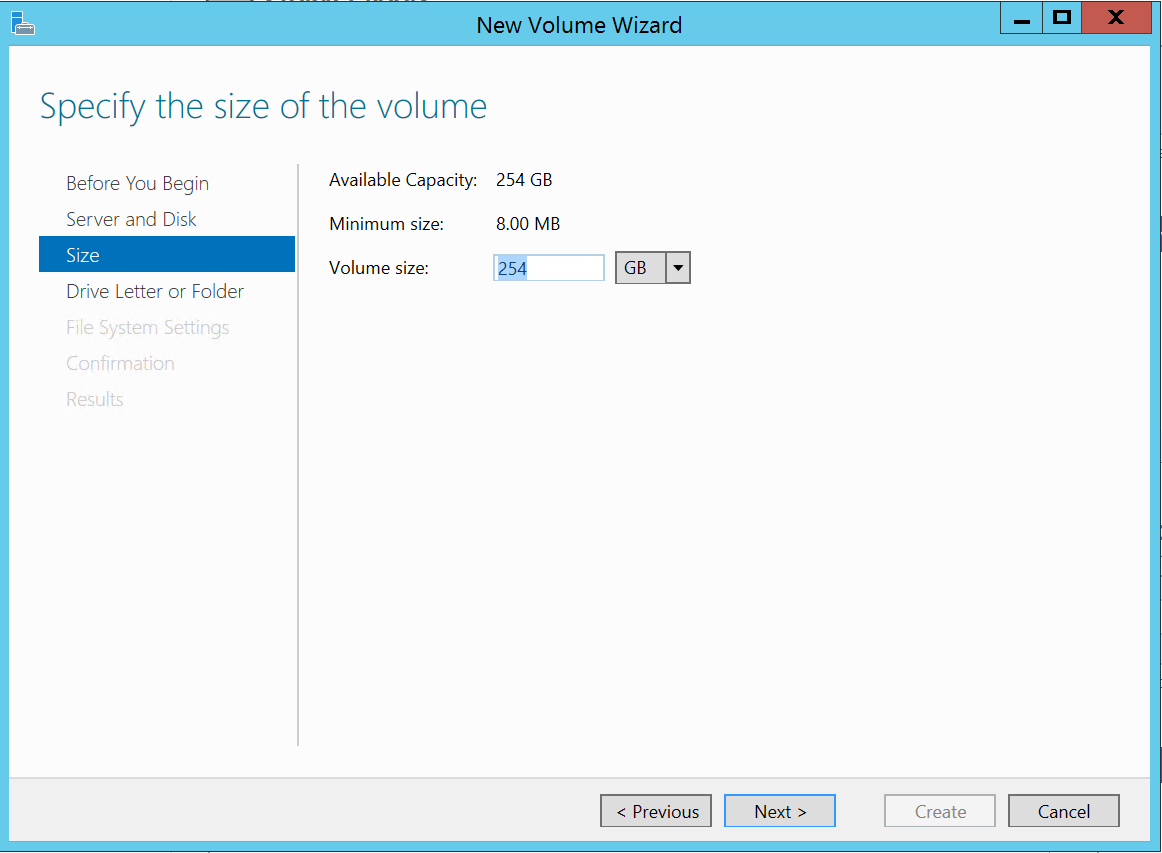 New Volume Wizard
Specify the size of the volume
Before You Begin
Server and Disk
Size
Drive Letter or Folder
File System Settings
Confirmation
Results
Available Capacity: 254 GB
Minimum size: 8.00 MB
Volume size: 254 GB
< Previous Next > Create Cancel